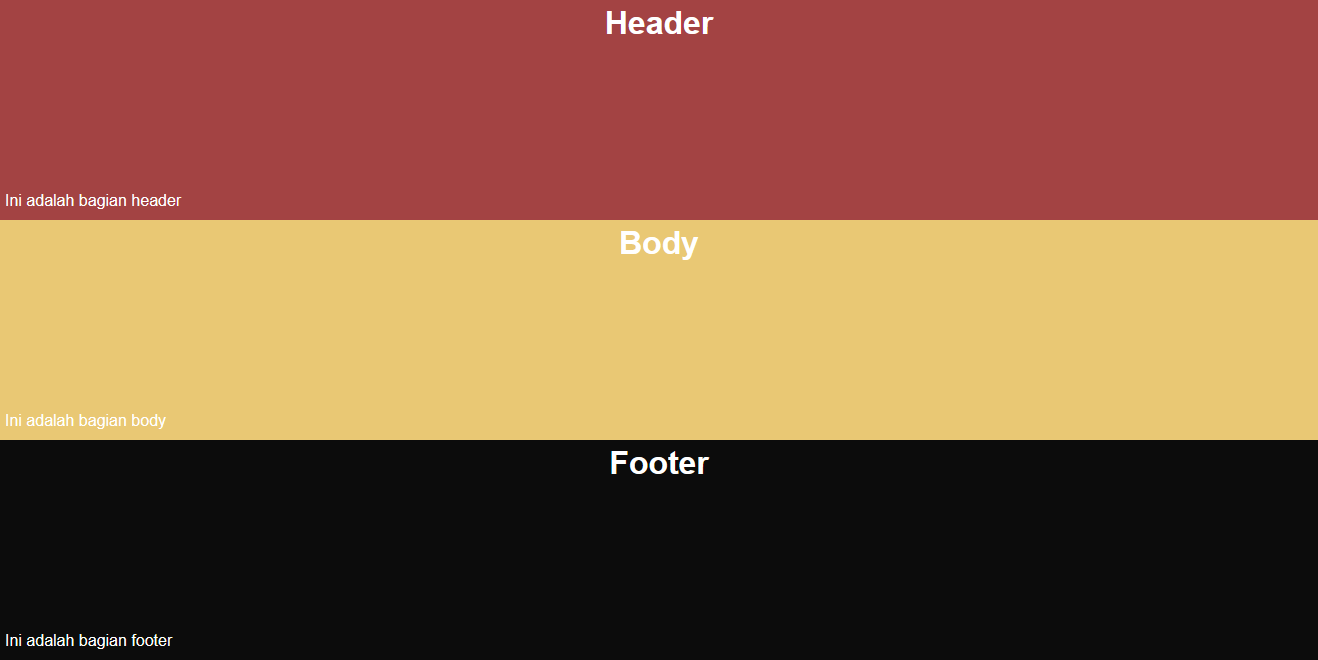 Header
Ini adalah bagian header
Body
Ini adalah bagian body
Footer
Ini adalah bagian footer